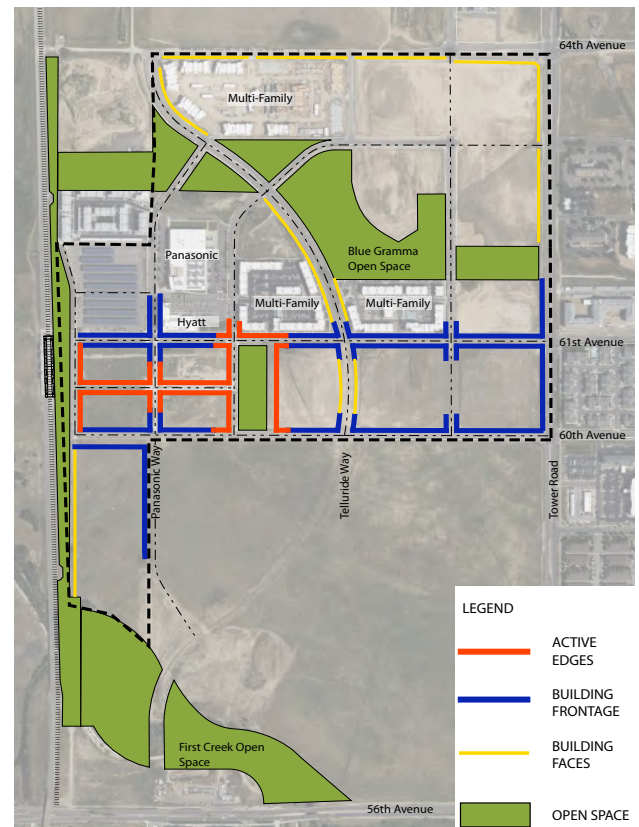 64th Avenue
Multi-Family
Panasonic
Blue Gramma
Open Space
Multi-Family
Multi-Family
Hyatt
61st Avenue
60th Avenue
Panasonic Way
Telluride Way
Tower Road
LEGEND
ACTIVE
EDGES
BUILDING
FRONTAGE
BUILDING
FACES
OPEN SPACE
First Creek Open
Space
56th Avenue